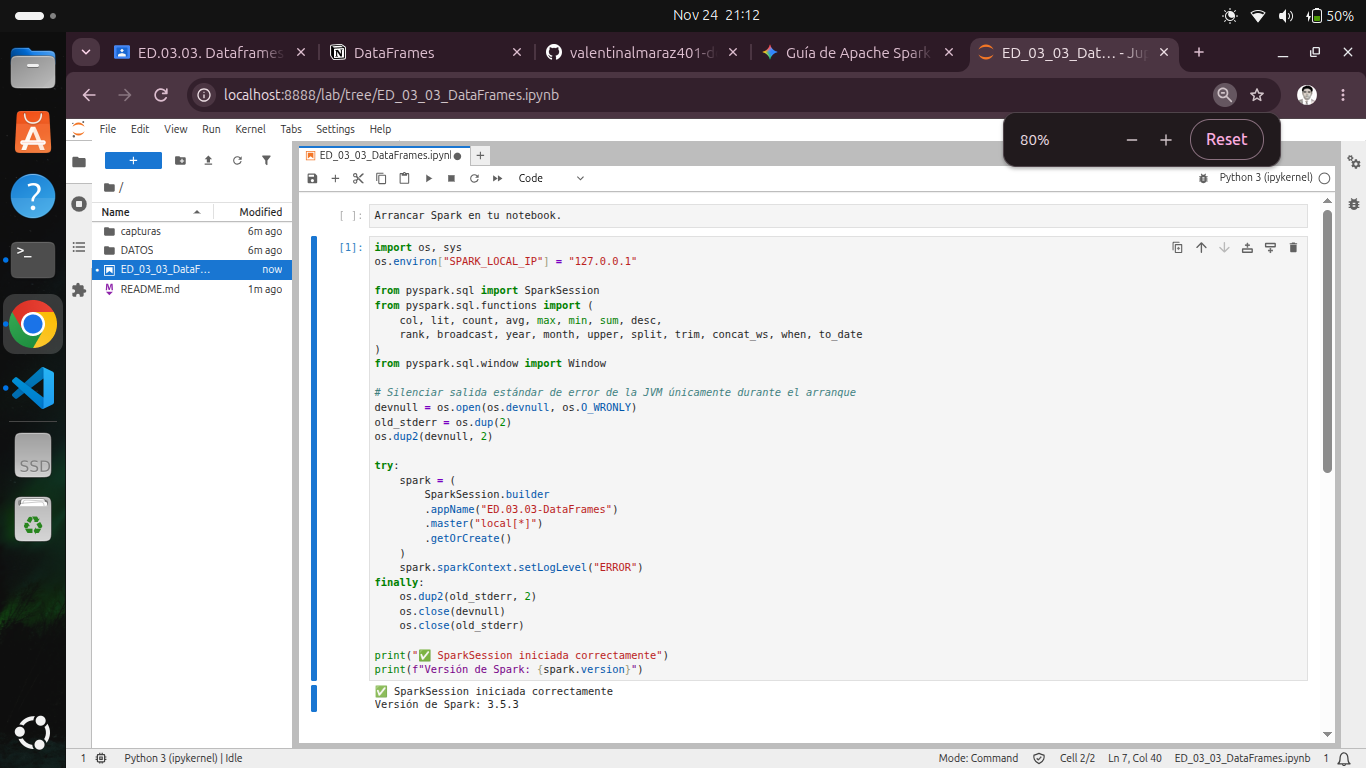 Nov 24 21:12
50%
ED.03.03. DataFrames
DataFrames
valentinalmaraz401-d
Guía de Apache Spark
ED_03_03_Dat… - Jup
localhost:8888/lab/tree/ED_03_03_DataFrames.ipynb
80%
Reset
File Edit View Run Kernel Tabs Settings Help
/
Name Modified
capturas 6m ago
DATOS 6m ago
ED_03_03_DataF… now
README.md 1m ago
ED_03_03_DataFrames.ipynb
Code
Python 3 (ipykernel)
[ ]: Arrancar Spark en tu notebook.
[1]: import os, sys
os.environ["SPARK_LOCAL_IP"] = "127.0.0.1"
from pyspark.sql import SparkSession
from pyspark.sql.functions import (
col, lit, count, avg, max, min, sum, desc,
rank, broadcast, year, month, upper, split, trim, concat_ws, when, to_date
)
from pyspark.sql.window import Window
# Silenciar salida estándar de error de la JVM únicamente durante el arranque
devnull = os.open(os.devnull, os.O_WRONLY)
old_stderr = os.dup(2)
os.dup2(devnull, 2)
try:
spark = (
SparkSession.builder
.appName("ED.03.03-DataFrames")
.master("local[*]")
.getOrCreate()
)
spark.sparkContext.setLogLevel("ERROR")
finally:
os.dup2(old_stderr, 2)
os.close(devnull)
os.close(old_stderr)
print("✅ SparkSession iniciada correctamente")
print(f"Versión de Spark: {spark.version}")
✅ SparkSession iniciada correctamente
Versión de Spark: 3.5.3
SSD
1 Python 3 (ipykernel) | Idle
Mode: Command Cell 2/2 Ln 7, Col 40 ED_03_03_DataFrames.ipynb 1